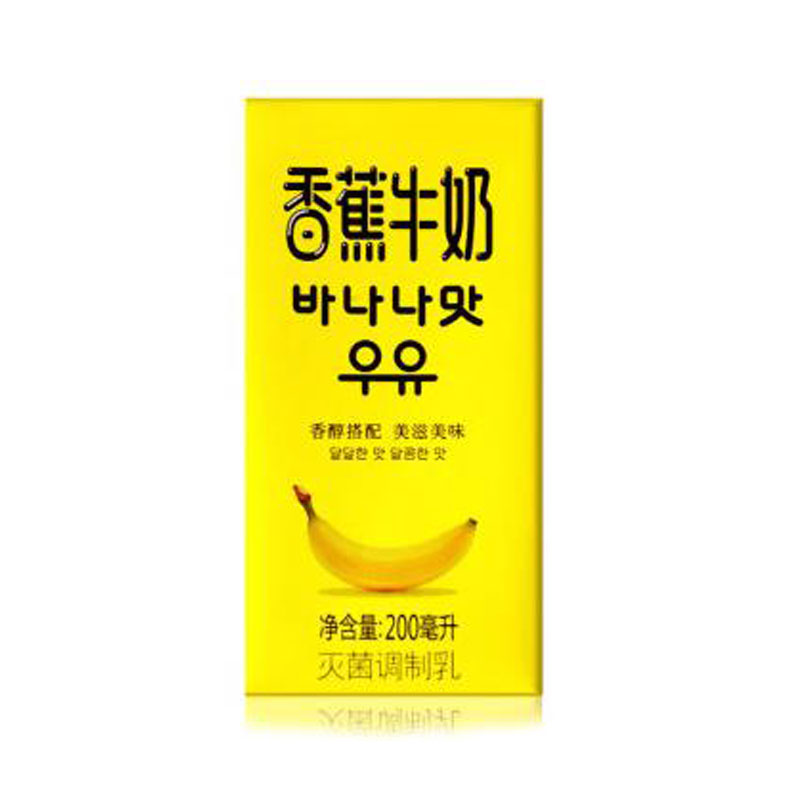 香蕉牛奶
바나나맛
우유
香醇搭配 美滋美味
달달한 맛 달콤한 맛
净含量:200毫升
灭菌调制乳